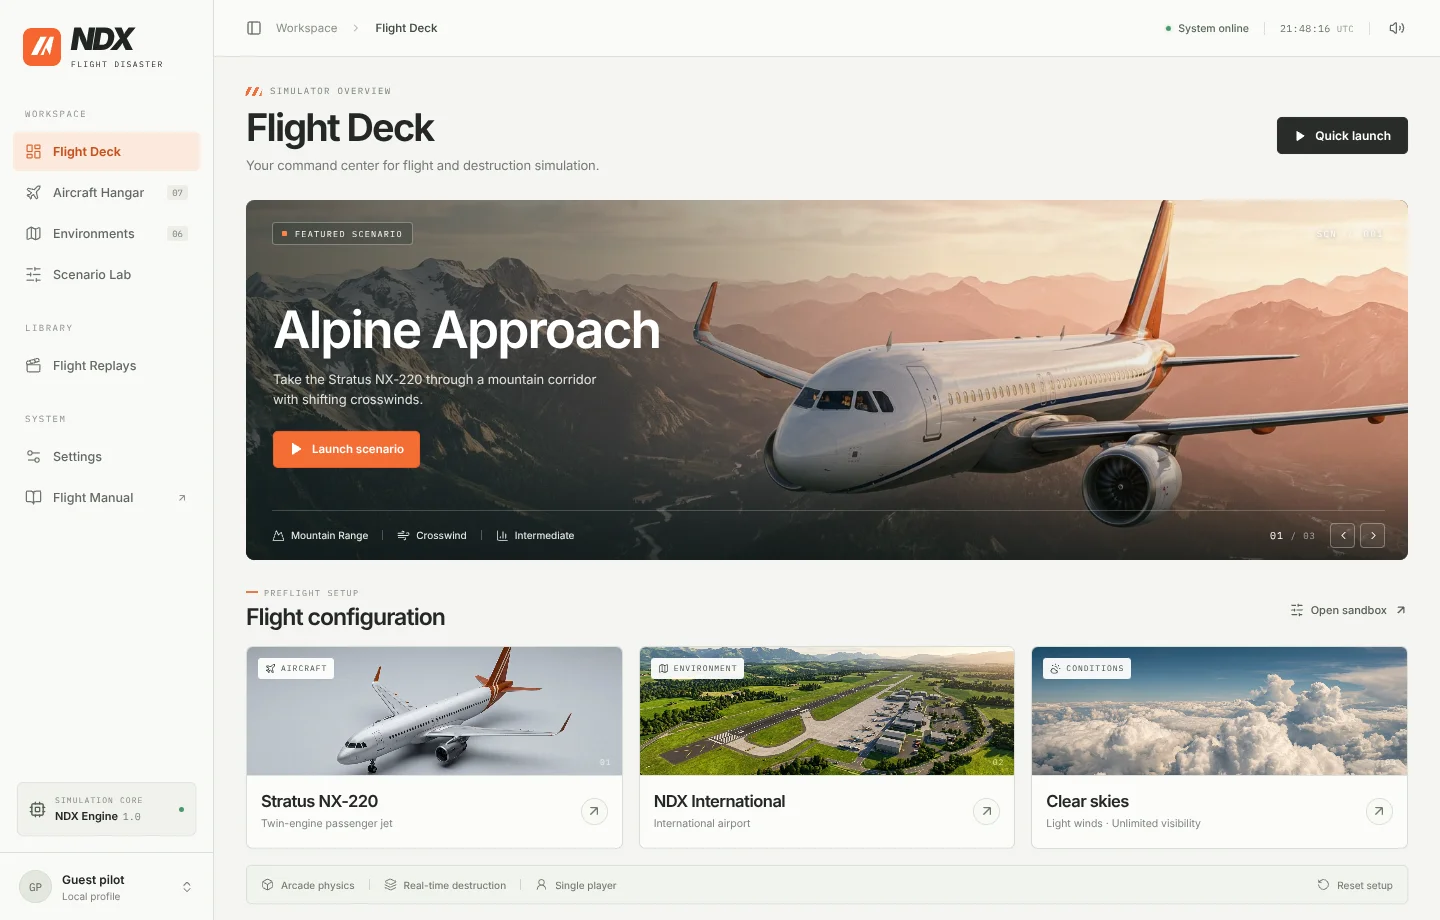 NDX
FLIGHT DISASTER
WORKSPACE
Flight Deck
Aircraft Hangar 07
Environments 06
Scenario Lab
LIBRARY
Flight Replays
SYSTEM
Settings
Flight Manual
SIMULATION CORE
NDX Engine 1.0
GP
Guest pilot
Local profile
Workspace > Flight Deck
System online
21:48:16 UTC
SIMULATOR OVERVIEW
Flight Deck
Your command center for flight and destruction simulation.
Quick launch
FEATURED SCENARIO
SCN
001
Alpine Approach
Take the Stratus NX-220 through a mountain corridor
with shifting crosswinds.
Launch scenario
Mountain Range
Crosswind
Intermediate
01 / 03
PREFLIGHT SETUP
Flight configuration
Open sandbox
AIRCRAFT
01
Stratus NX-220
Twin-engine passenger jet
ENVIRONMENT
02
NDX International
International airport
CONDITIONS
03
Clear skies
Light winds · Unlimited visibility
Arcade physics
Real-time destruction
Single player
Reset setup